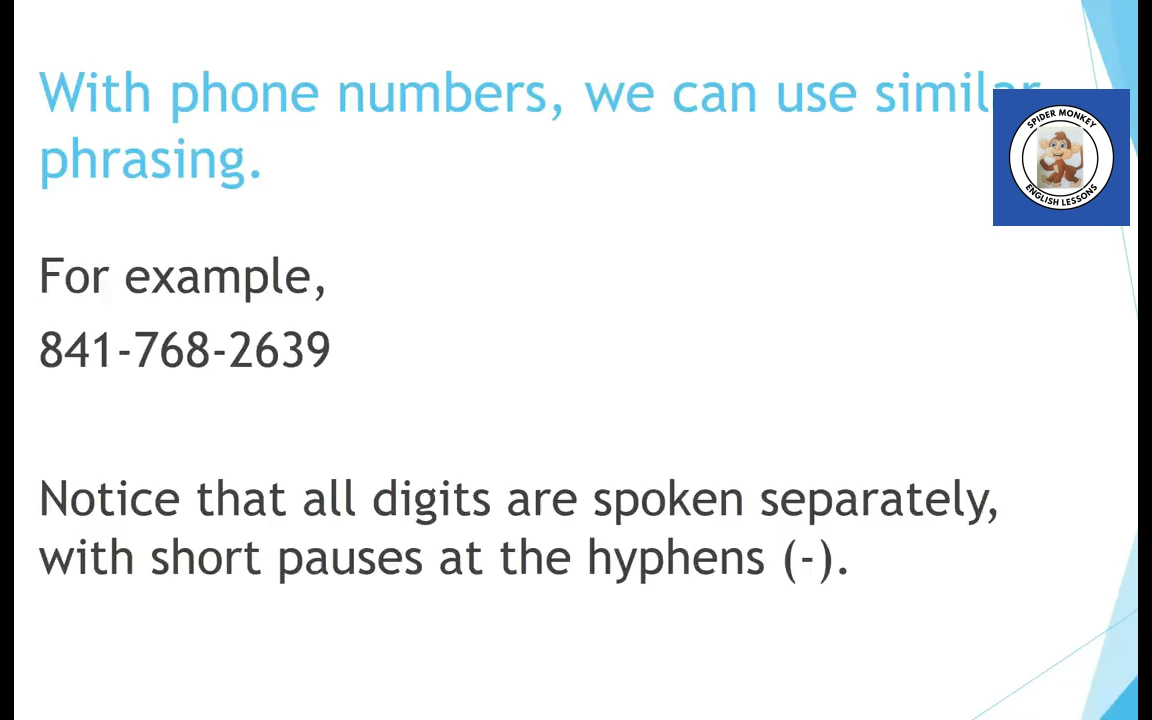 With phone numbers, we can use similar
phrasing.
SPIDER MONKEY
ENGLISH LESSONS
For example,
841-768-2639
Notice that all digits are spoken separately,
with short pauses at the hyphens (-).